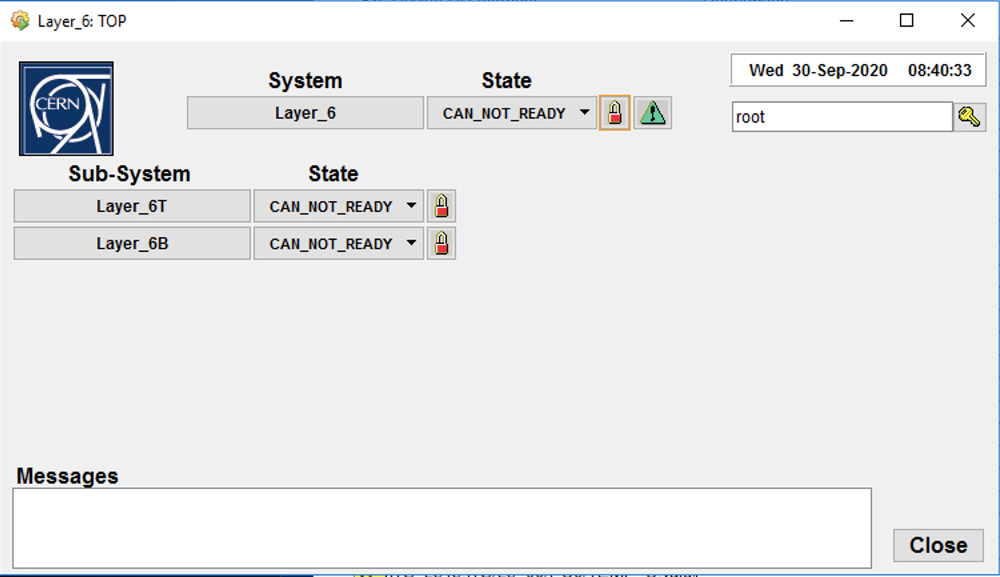 Layer_6: TOP
CERN
System State
Wed 30-Sep-2020 08:40:33
Layer_6 CAN_NOT_READY
root
Sub-System State
Layer_6T CAN_NOT_READY
Layer_6B CAN_NOT_READY
Messages
Close